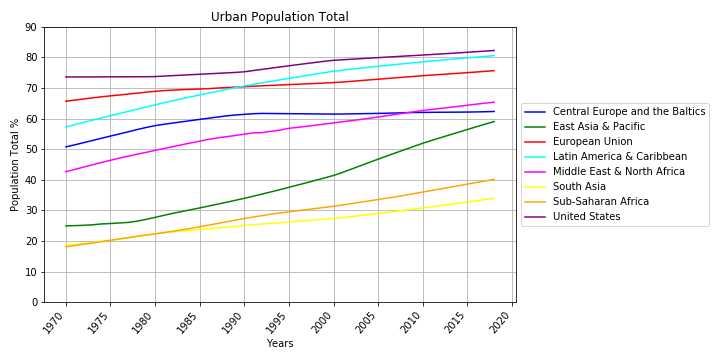 Urban Population Total
90
80
70
60
50
40
30
20
10
0
Population Total %
1970
1975
1980
1985
1990
1995
2000
2005
2010
2015
2020
Years
Central Europe and the Baltics
East Asia & Pacific
European Union
Latin America & Caribbean
Middle East & North Africa
South Asia
Sub-Saharan Africa
United States